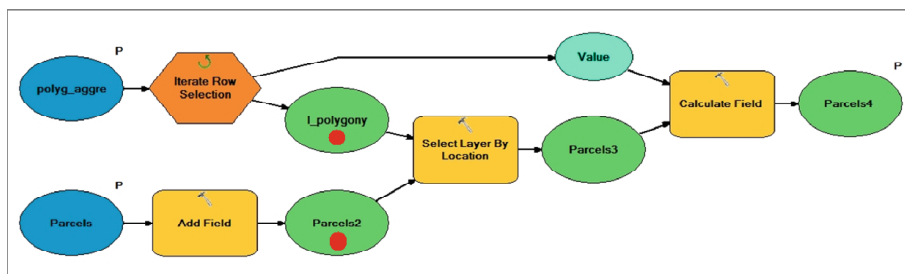 P
P
polyg_aggre
Iterate Row
Selection
Value
Calculate Field
Parcels4
I_polygony
Select Layer By
Location
Parcels3
P
Parcels
Add Field
Parcels2